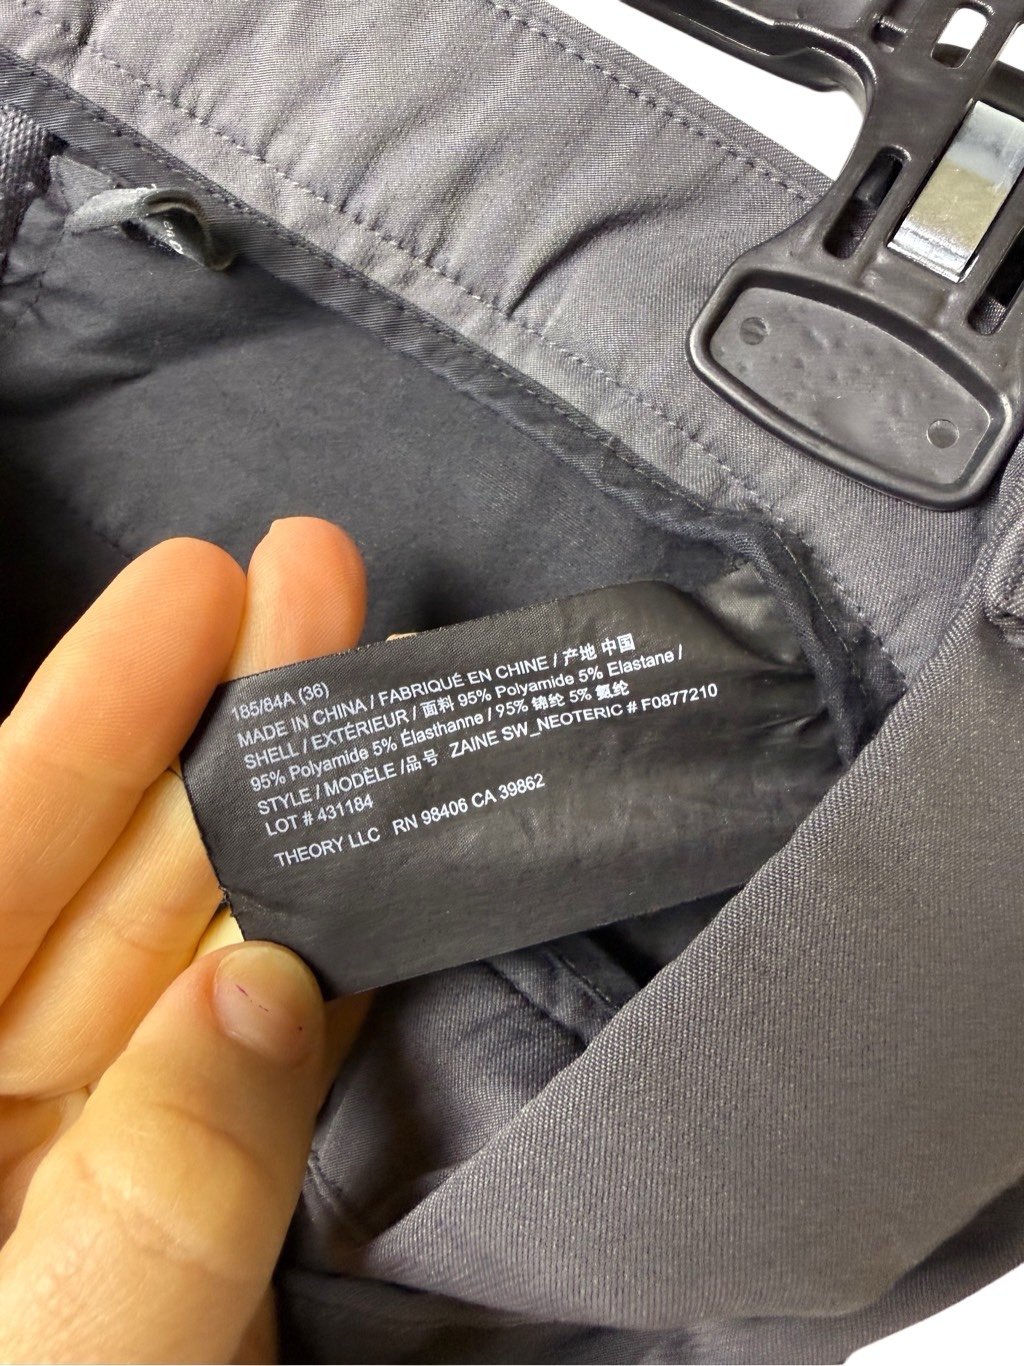 185/84A (36)
MADE IN CHINA / FABRIQUÉ EN CHINE / 产地 中国
SHELL / EXTÉRIEUR / 面料 95% Polyamide 5% Elastane /
95% Polyamide 5% Élasthanne / 95% 锦纶 5% 氨纶
STYLE / MODÈLE /品号 ZAINE SW_NEOTERIC # F0877210
LOT # 431184
THEORY LLC RN 98406 CA 39862